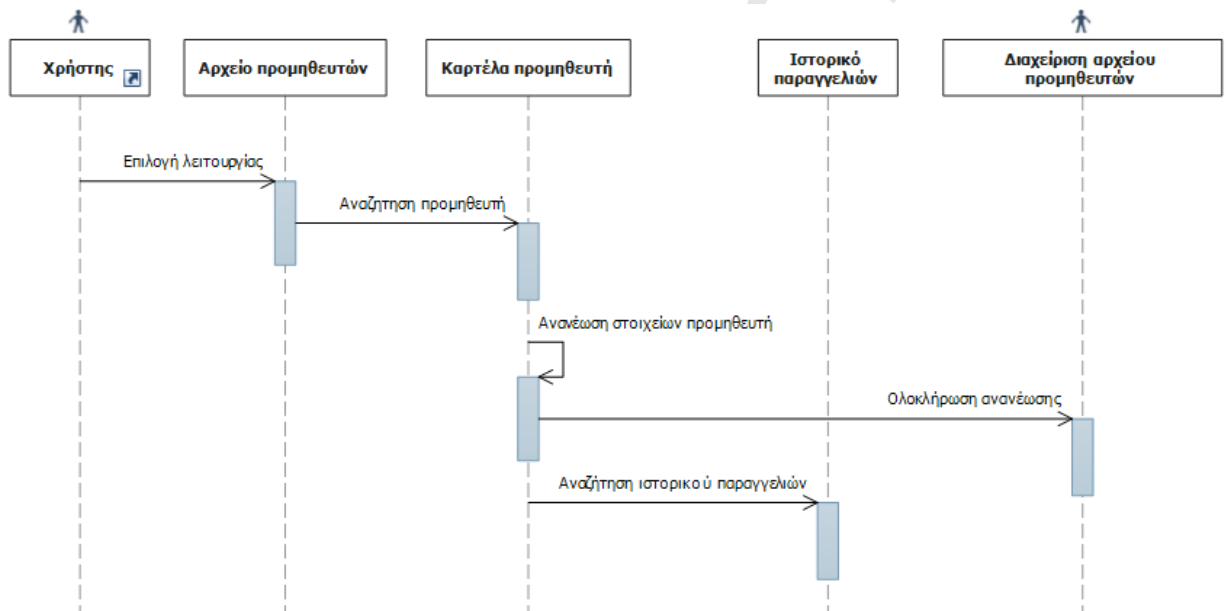 Χρήστης
Αρχείο προμηθευτών
Καρτέλα προμηθευτή
Ιστορικό
παραγγελιών
Διαχείριση αρχείου
προμηθευτών
Επιλογή λειτουργίας
Αναζητηση προμηθευτή
Ανανέωση στοιχείων προμηθευτή
Ολοκλήρωση ανανέωσης
Αναζήτηση ιστορικού παραγγελιών